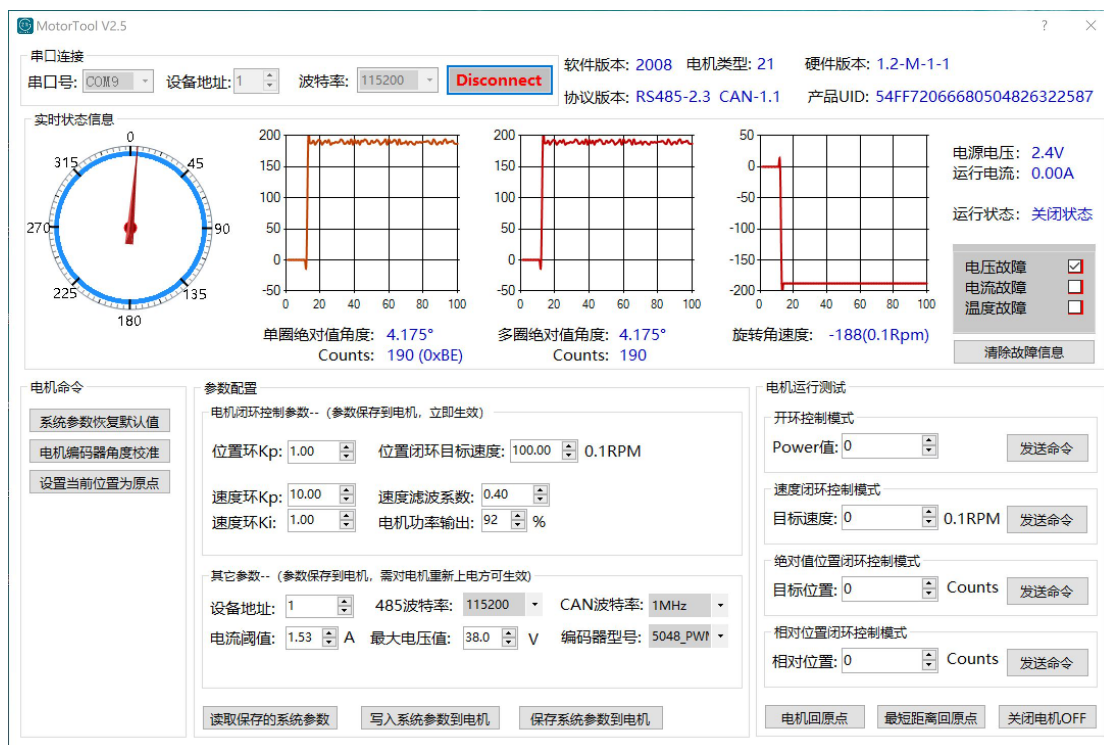 MotorTool V2.5
串口连接
串口号: COM9 设备地址: 1 波特率: 115200 Disconnect
软件版本: 2008 电机类型: 21 硬件版本: 1.2-M-1-1
协议版本: RS485-2.3 CAN-1.1 产品UID: 54FF72066680504826322587
实时状态信息
0
45
90
135
180
225
270
315
200
150
100
50
0
-50
0 20 40 60 80 100
单圈绝对值角度: 4.175°
Counts: 190 (0xBE)
200
150
100
50
0
-50
0 20 40 60 80 100
多圈绝对值角度: 4.175°
Counts: 190
50
0
-50
-100
-150
-200
0 20 40 60 80 100
旋转角速度: -188(0.1Rpm)
电源电压: 2.4V
运行电流: 0.00A
运行状态: 关闭状态
电压故障
电流故障
温度故障
清除故障信息
电机命令
系统参数恢复默认值
电机编码器角度校准
设置当前位置为原点
参数配置
电机闭环控制参数--（参数保存到电机，立即生效）
位置环Kp: 1.00 位置闭环目标速度: 100.00 0.1RPM
速度环Kp: 10.00 速度滤波系数: 0.40
速度环Ki: 1.00 电机功率输出: 92 %
其它参数--（参数保存到电机，需对电机重新上电方可生效）
设备地址: 1 485波特率: 115200 CAN波特率: 1MHz
电流阈值: 1.53 A 最大电压值: 38.0 V 编码器型号: 5048_PWM
读取保存的系统参数 写入系统参数到电机 保存系统参数到电机
电机运行测试
开环控制模式
Power值: 0 发送命令
速度闭环控制模式
目标速度: 0 0.1RPM 发送命令
绝对值位置闭环控制模式
目标位置: 0 Counts 发送命令
相对位置闭环控制模式
相对位置: 0 Counts 发送命令
电机回原点 最短距离回原点 关闭电机OFF